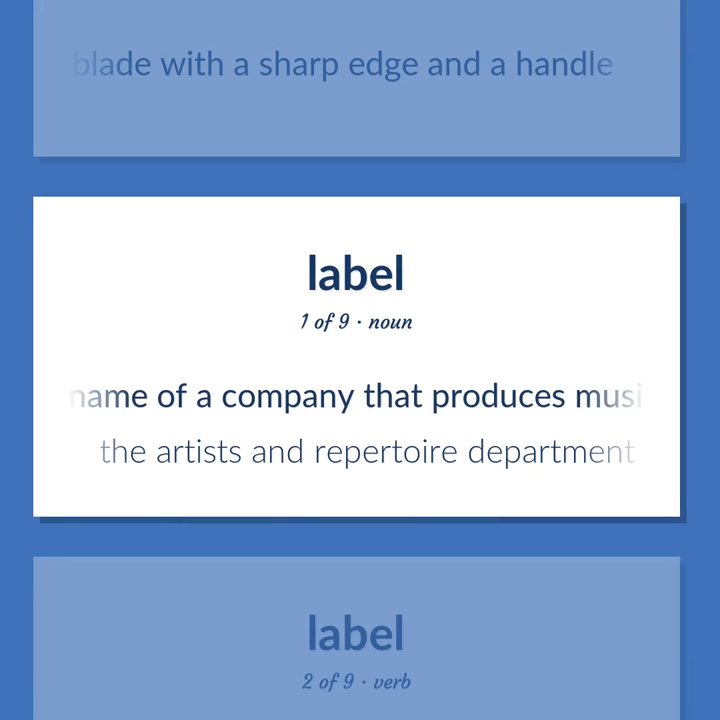 blade with a sharp edge and a handle
label
1 of 9 · noun
name of a company that produces musi
the artists and repertoire department
label
2 of 9 · verb